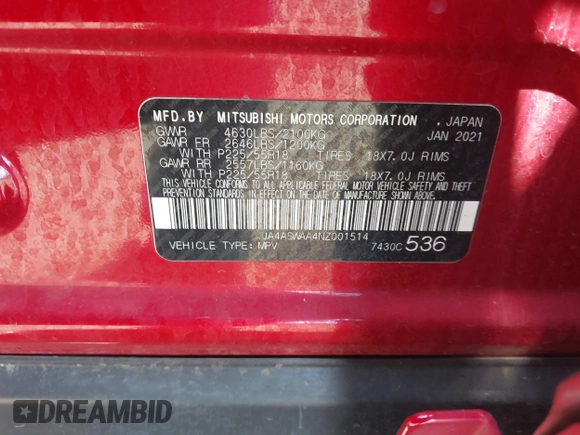 MFD.BY MITSUBISHI MOTORS CORPORATION , JAPAN
GVWR 4630LBS/2100KG JAN 2021
GAWR FR 2646LBS/1200KG
WITH P225/55R18 TIRES 18X7.0J RIMS
GAWR RR 2557LBS/1160KG
WITH P225/55R18 TIRES 18X7.0J RIMS
THIS VEHICLE CONFORMS TO ALL APPLICABLE FEDERAL MOTOR VEHICLE SAFETY AND THEFT PREVENTION STANDARDS
IN EFFECT ON THE DATE OF MANUFACTURE SHOWN ABOVE.
JA4ASWAA4NZ001514
VEHICLE TYPE: MPV 7430C 536
DREAMBID